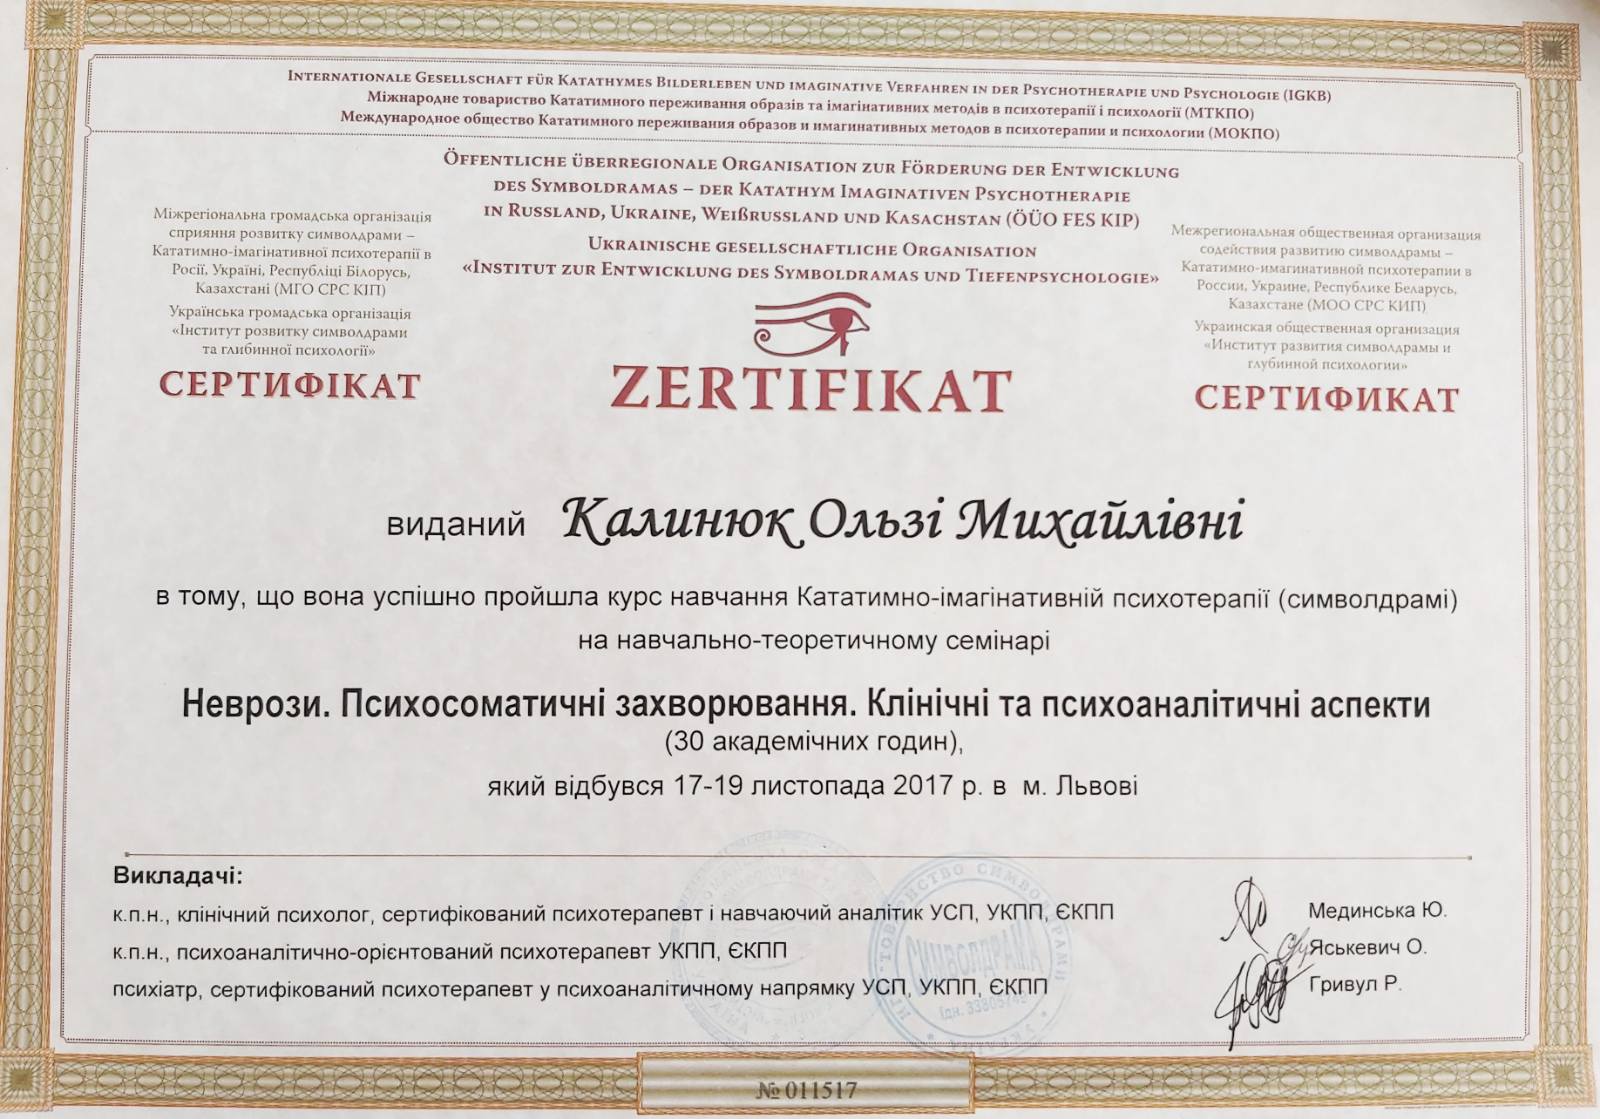 Internationale Gesellschaft für Katathymes Bilderleben und imaginative Verfahren in der Psychotherapie und Psychologie (IGKB)
Міжнародне товариство Кататимного переживання образів та імагінативних методів в психотерапії і психології (МТКПО)
Международное общество Кататимного переживания образов и имагинативных методов в психотерапии и психологии (МОКПО)
Öffentliche überregionale Organisation zur Förderung der Entwicklung
des Symboldramas – der Katathym Imaginativen Psychotherapie
in Russland, Ukraine, Weißrussland und Kasachstan (ÖÜO FES KIP)
Ukrainische gesellschaftliche Organisation
«Institut zur Entwicklung des Symboldramas und Tiefenpsychologie»
Міжрегіональна громадська організація
сприяння розвитку символдрами –
Кататимно-імагінативної психотерапії в
Росії, Україні, Республіці Білорусь,
Казахстані (МГО СРС КІП)
Українська громадська організація
«Інститут розвитку символдрами
та глибинної психології»
СЕРТИФІКАТ
ZERTIFIKAT
Межрегиональная общественная организация
содействия развитию символдрамы –
Кататимно-имагинативной психотерапии в
России, Украине, Республике Беларусь,
Казахстане (МОО СРС КИП)
Украинская общественная организация
«Институт развития символдрамы и
глубинной психологии»
СЕРТИФИКАТ
виданий Калинюк Ользі Михайлівні
в тому, що вона успішно пройшла курс навчання Кататимно-імагінативній психотерапії (символдрамі)
на навчально-теоретичному семінарі
Неврози. Психосоматичні захворювання. Клінічні та психоаналітичні аспекти
(30 академічних годин),
який відбувся 17-19 листопада 2017 р. в м. Львові
Викладачі:
к.п.н., клінічний психолог, сертифікований психотерапевт і навчаючий аналітик УСП, УКПП, ЄКПП Мединська Ю.
к.п.н., психоаналітично-орієнтований психотерапевт УКПП, ЄКПП Яськевич О.
психіатр, сертифікований психотерапевт у психоаналітичному напрямку УСП, УКПП, ЄКПП Гривул Р.
СИМВОЛДРАМА
№ 011517